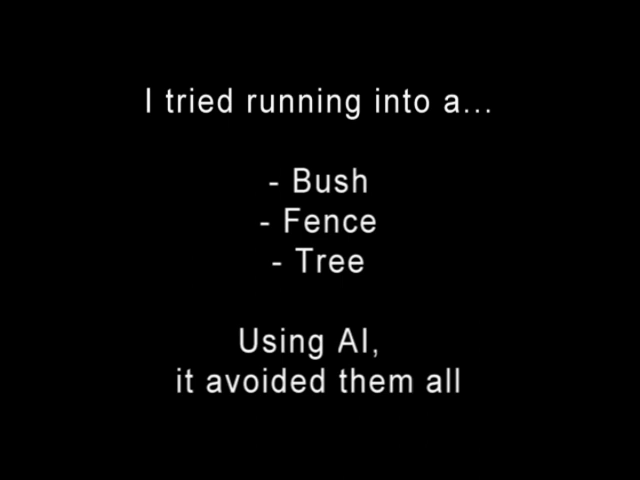 I tried running into a...
- Bush
- Fence
- Tree
Using AI,
it avoided them all